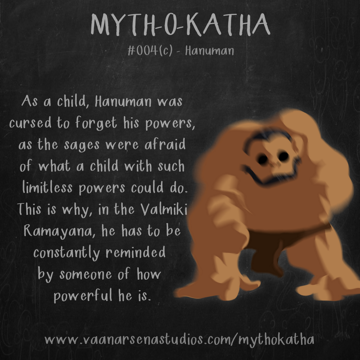 MYTH-O-KATHA
#004(c) - Hanuman
As a child, Hanuman was
cursed to forget his powers,
as the sages were afraid
of what a child with such
limitless powers could do.
This is why, in the Valmiki
Ramayana, he has to be
constantly reminded
by someone of how
powerful he is.
www.vaanarsenastudios.com/mythokatha